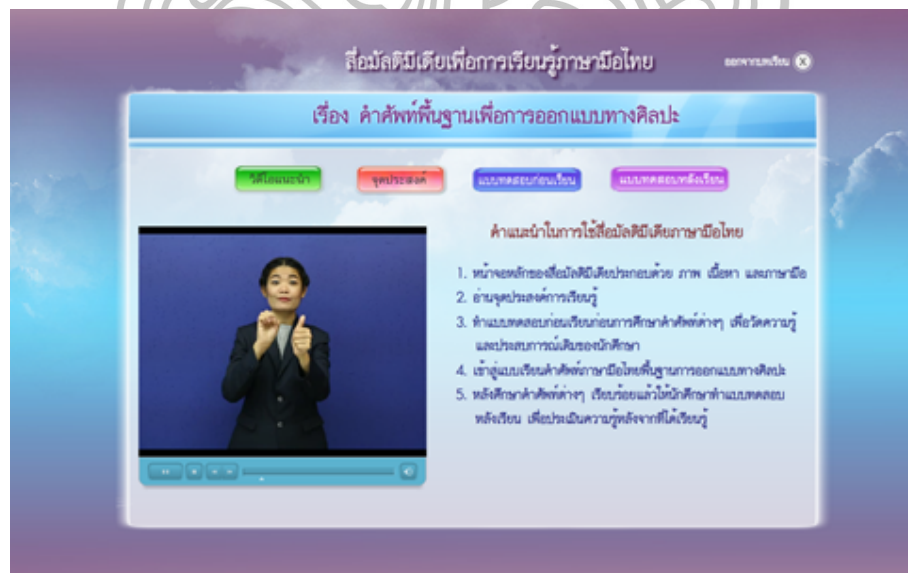 สื่อมัลติมีเดียเพื่อการเรียนรู้ภาษามือไทย
ออกจากบทเรียน
เรื่อง คำศัพท์พื้นฐานเพื่อการออกแบบทางศิลปะ
วิดีโอแนะนำ จุดประสงค์ แบบทดสอบก่อนเรียน แบบทดสอบหลังเรียน
คำแนะนำในการใช้สื่อมัลติมีเดียภาษามือไทย
1. หน้าจอหลักของสื่อมัลติมีเดียประกอบด้วย ภาพ เนื้อหา และภาษามือ
2. อ่านจุดประสงค์การเรียนรู้
3. ทำแบบทดสอบก่อนเรียนก่อนการศึกษาคำศัพท์ต่างๆ เพื่อวัดความรู้
และประสบการณ์เดิมของนักศึกษา
4. เข้าสู่แบบเรียนคำศัพท์ภาษามือไทยพื้นฐานการออกแบบทางศิลปะ
5. หลังศึกษาคำศัพท์ต่างๆ เรียบร้อยแล้วให้นักศึกษาทำแบบทดสอบ
หลังเรียน เพื่อประเมินความรู้หลังจากที่ได้เรียนรู้